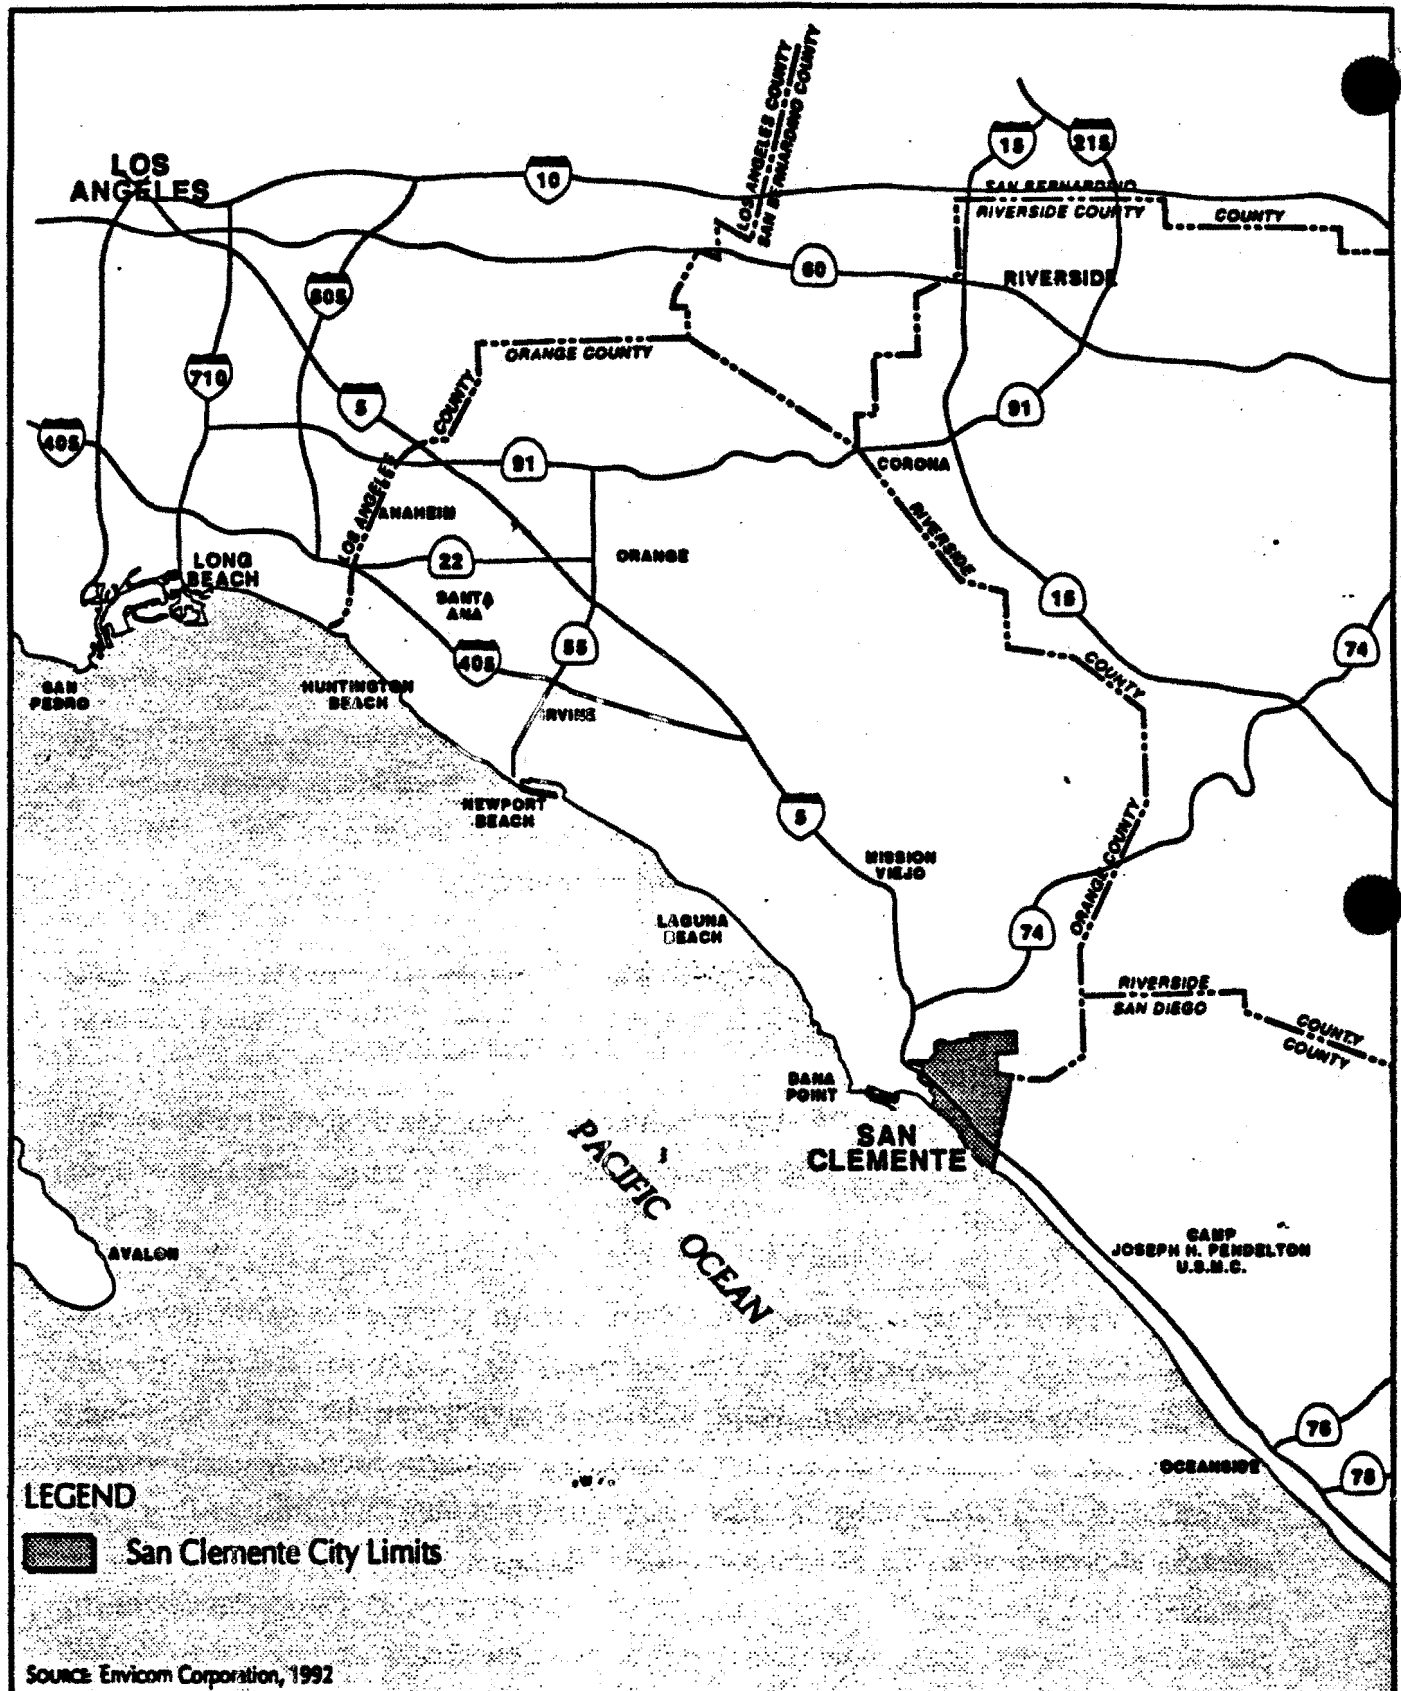 LOS ANGELES COUNTY
SAN BERNARDINO COUNTY
LOS
ANGELES
10
15
215
SAN BERNARDINO
RIVERSIDE COUNTY
COUNTY
60
RIVERSIDE
605
ORANGE COUNTY
710
5
COUNTY
91
405
91
CORONA
LOS ANGELES
ANAHEIM
RIVERSIDE
22
ORANGE
LONG
BEACH
SANTA
ANA
15
55
74
405
COUNTY
SAN
PEDRO
HUNTINGTON
BEACH
IRVINE
NEWPORT
BEACH
5
MISSION
VIEJO
ORANGE COUNTY
LAGUNA
BEACH
74
RIVERSIDE
SAN DIEGO
COUNTY
COUNTY
DANA
POINT
SAN
CLEMENTE
PACIFIC OCEAN
AVALON
CAMP
JOSEPH H. PENDELTON
U.S.M.C.
76
OCEANSIDE
78
LEGEND
San Clemente City Limits
SOURCE Envicom Corporation, 1992